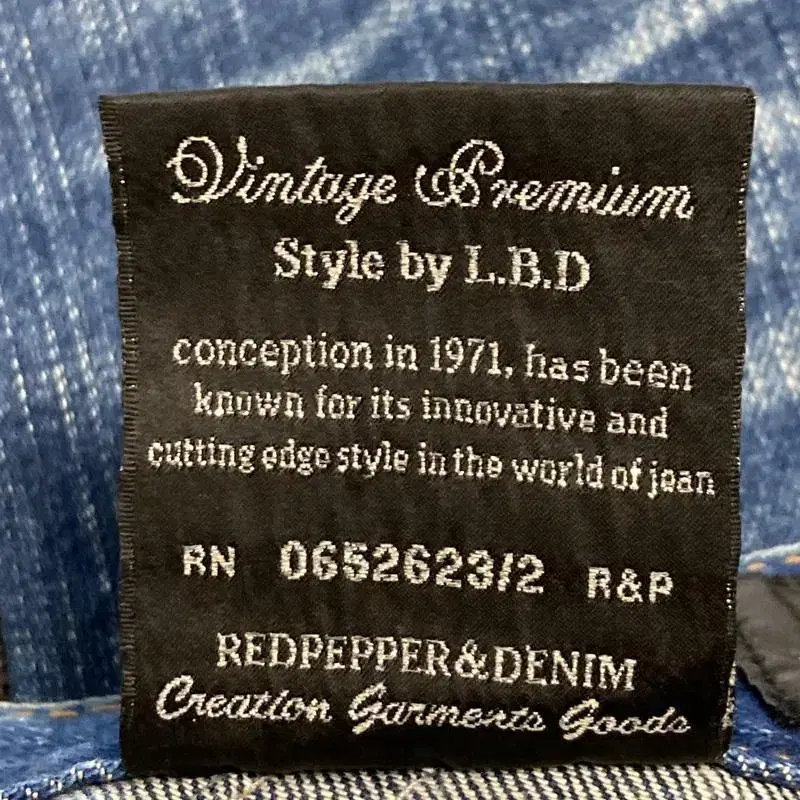 Vintage Premium
Style by L.B.D
conception in 1971, has been
known for its innovative and
cutting edge style in the world of jean
RN 0652623/2 R&P
REDPEPPER&DENIM
Creation Garments Goods